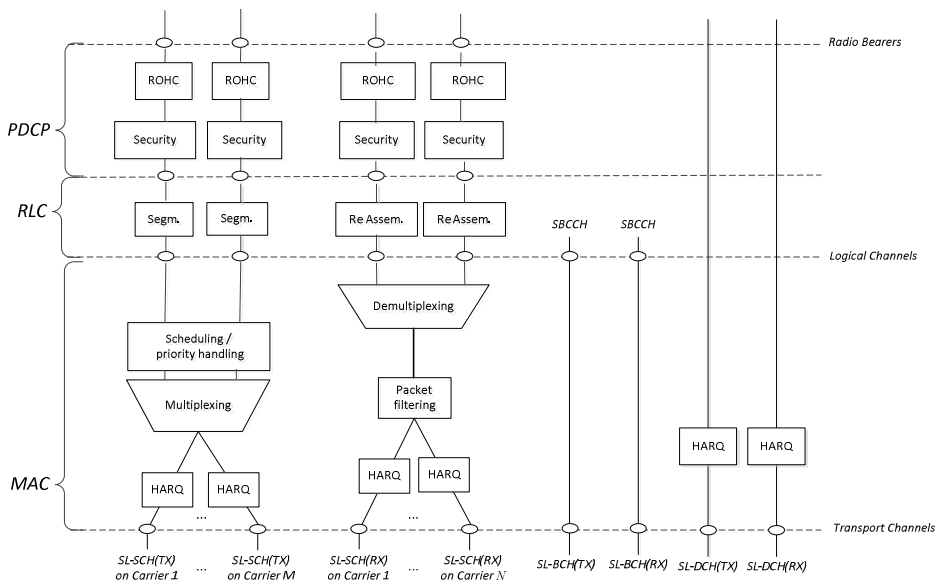 Radio Bearers
ROHC
ROHC
ROHC
ROHC
PDCP
Security
Security
Security
Security
RLC
Segm.
Segm.
Re Assem.
Re Assem.
SBCCH
SBCCH
Logical Channels
Demultiplexing
Scheduling /
priority handling
Packet
filtering
Multiplexing
HARQ
HARQ
MAC
HARQ
HARQ
HARQ
HARQ
...
...
Transport Channels
SL-SCH(TX)
on Carrier 1
...
SL-SCH(TX)
on Carrier M
SL-SCH(RX)
on Carrier 1
...
SL-SCH(RX)
on Carrier N
SL-BCH(TX)
SL-BCH(RX)
SL-DCH(TX)
SL-DCH(RX)